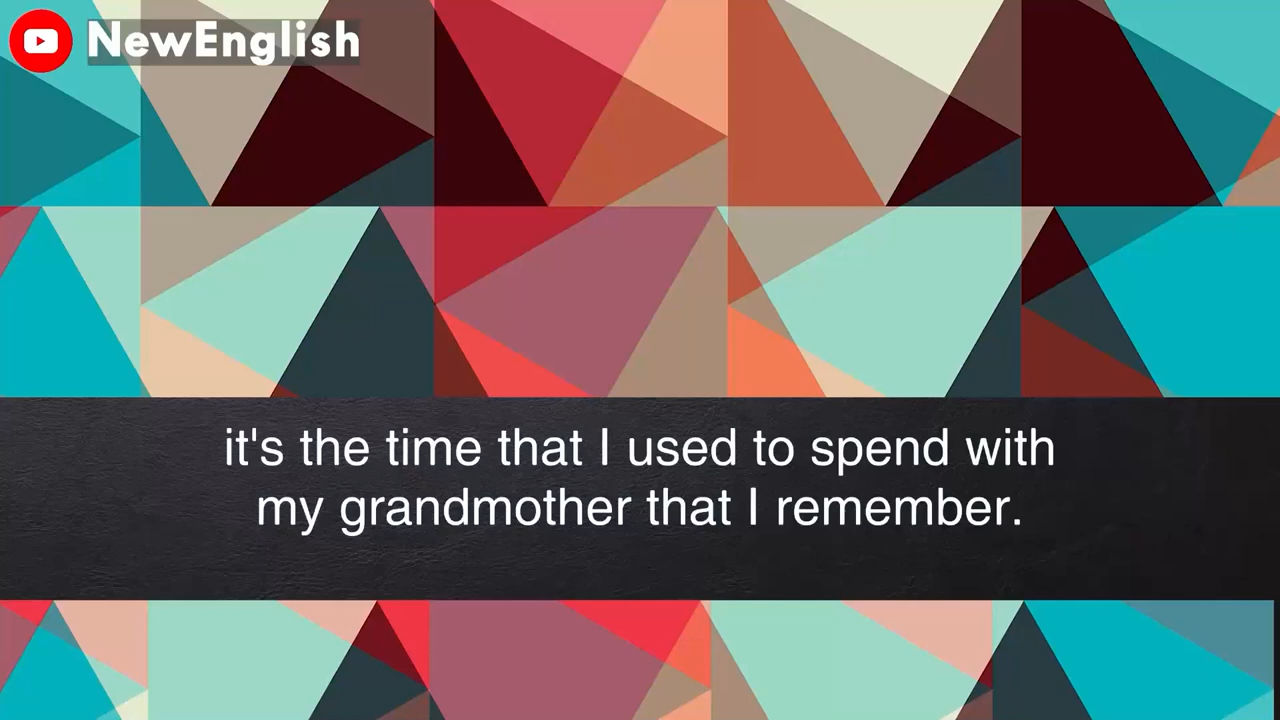 NewEnglish
it's the time that I used to spend with
my grandmother that I remember.